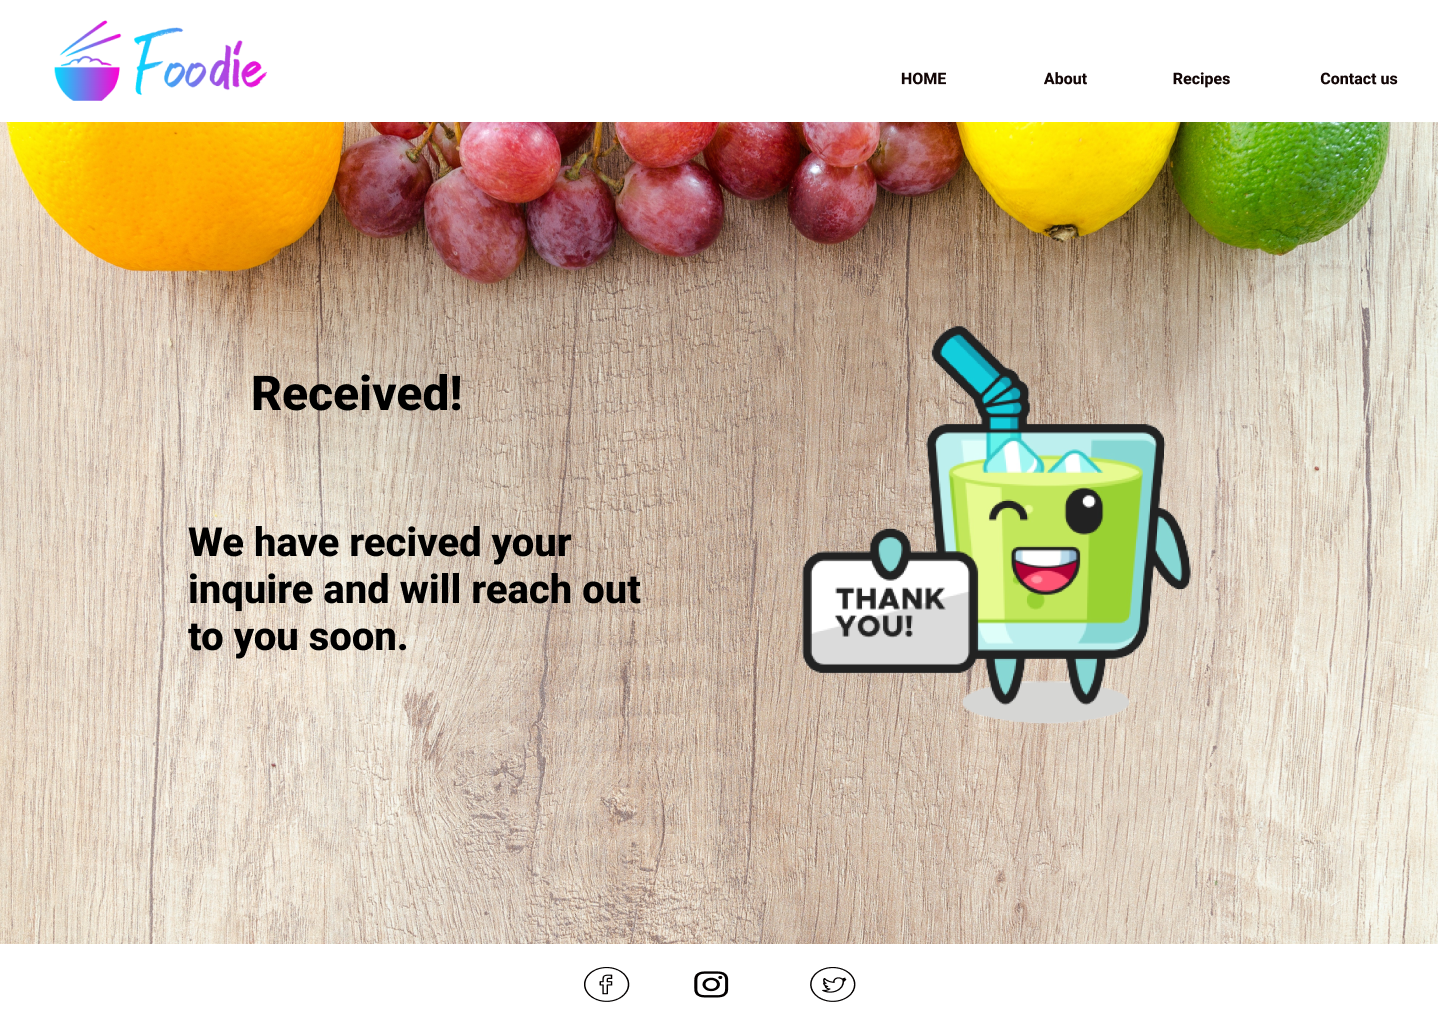 Foodie
HOME About Recipes Contact us
Received!
We have recived your
inquire and will reach out
to you soon.
THANK
YOU!